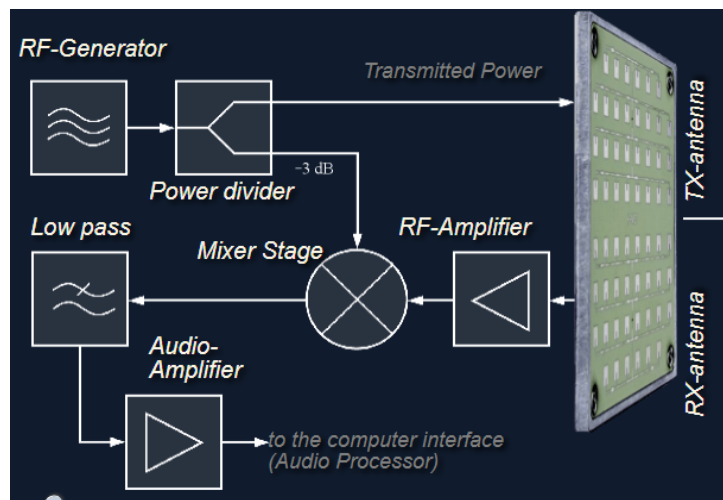 RF-Generator
Transmitted Power
TX-antenna
Power divider
-3 dB
Low pass
Mixer Stage
RF-Amplifier
RX-antenna
Audio-
Amplifier
to the computer interface
(Audio Processor)